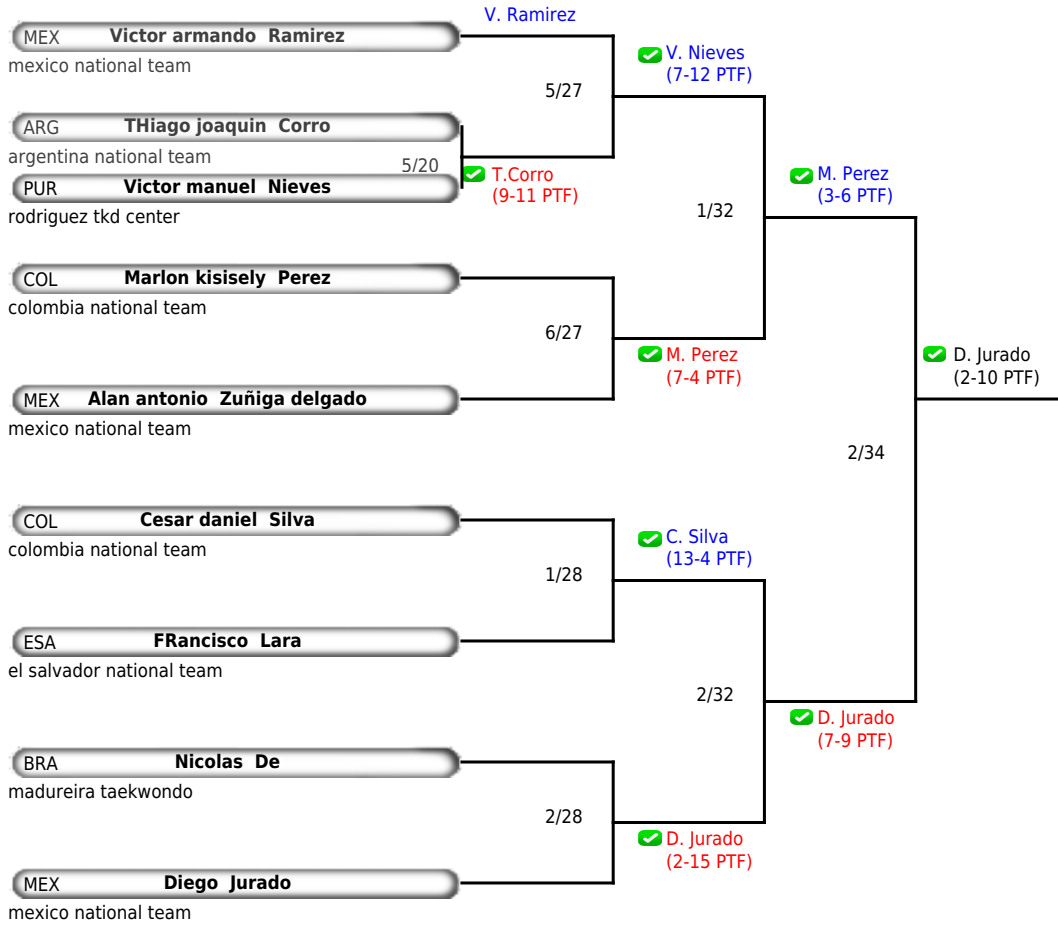 V. Ramirez
MEX Victor armando Ramirez
mexico national team
V. Nieves
(7-12 PTF)
5/27
ARG THiago joaquin Corro
argentina national team
5/20
T.Corro
(9-11 PTF)
PUR Victor manuel Nieves
rodriguez tkd center
M. Perez
(3-6 PTF)
1/32
COL Marlon kisisely Perez
colombia national team
6/27
M. Perez
(7-4 PTF)
MEX Alan antonio Zuñiga delgado
mexico national team
D. Jurado
(2-10 PTF)
2/34
COL Cesar daniel Silva
colombia national team
C. Silva
(13-4 PTF)
1/28
ESA FRancisco Lara
el salvador national team
2/32
D. Jurado
(7-9 PTF)
BRA Nicolas De
madureira taekwondo
2/28
D. Jurado
(2-15 PTF)
MEX Diego Jurado
mexico national team